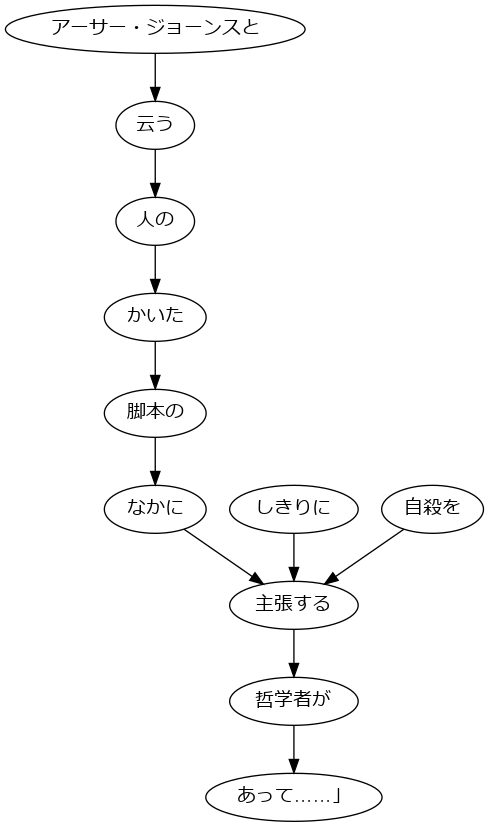 アーサー・ジョーンスと
云う
人の
かいた
脚本の
なかに
しきりに
自殺を
主張する
哲学者が
あって……」